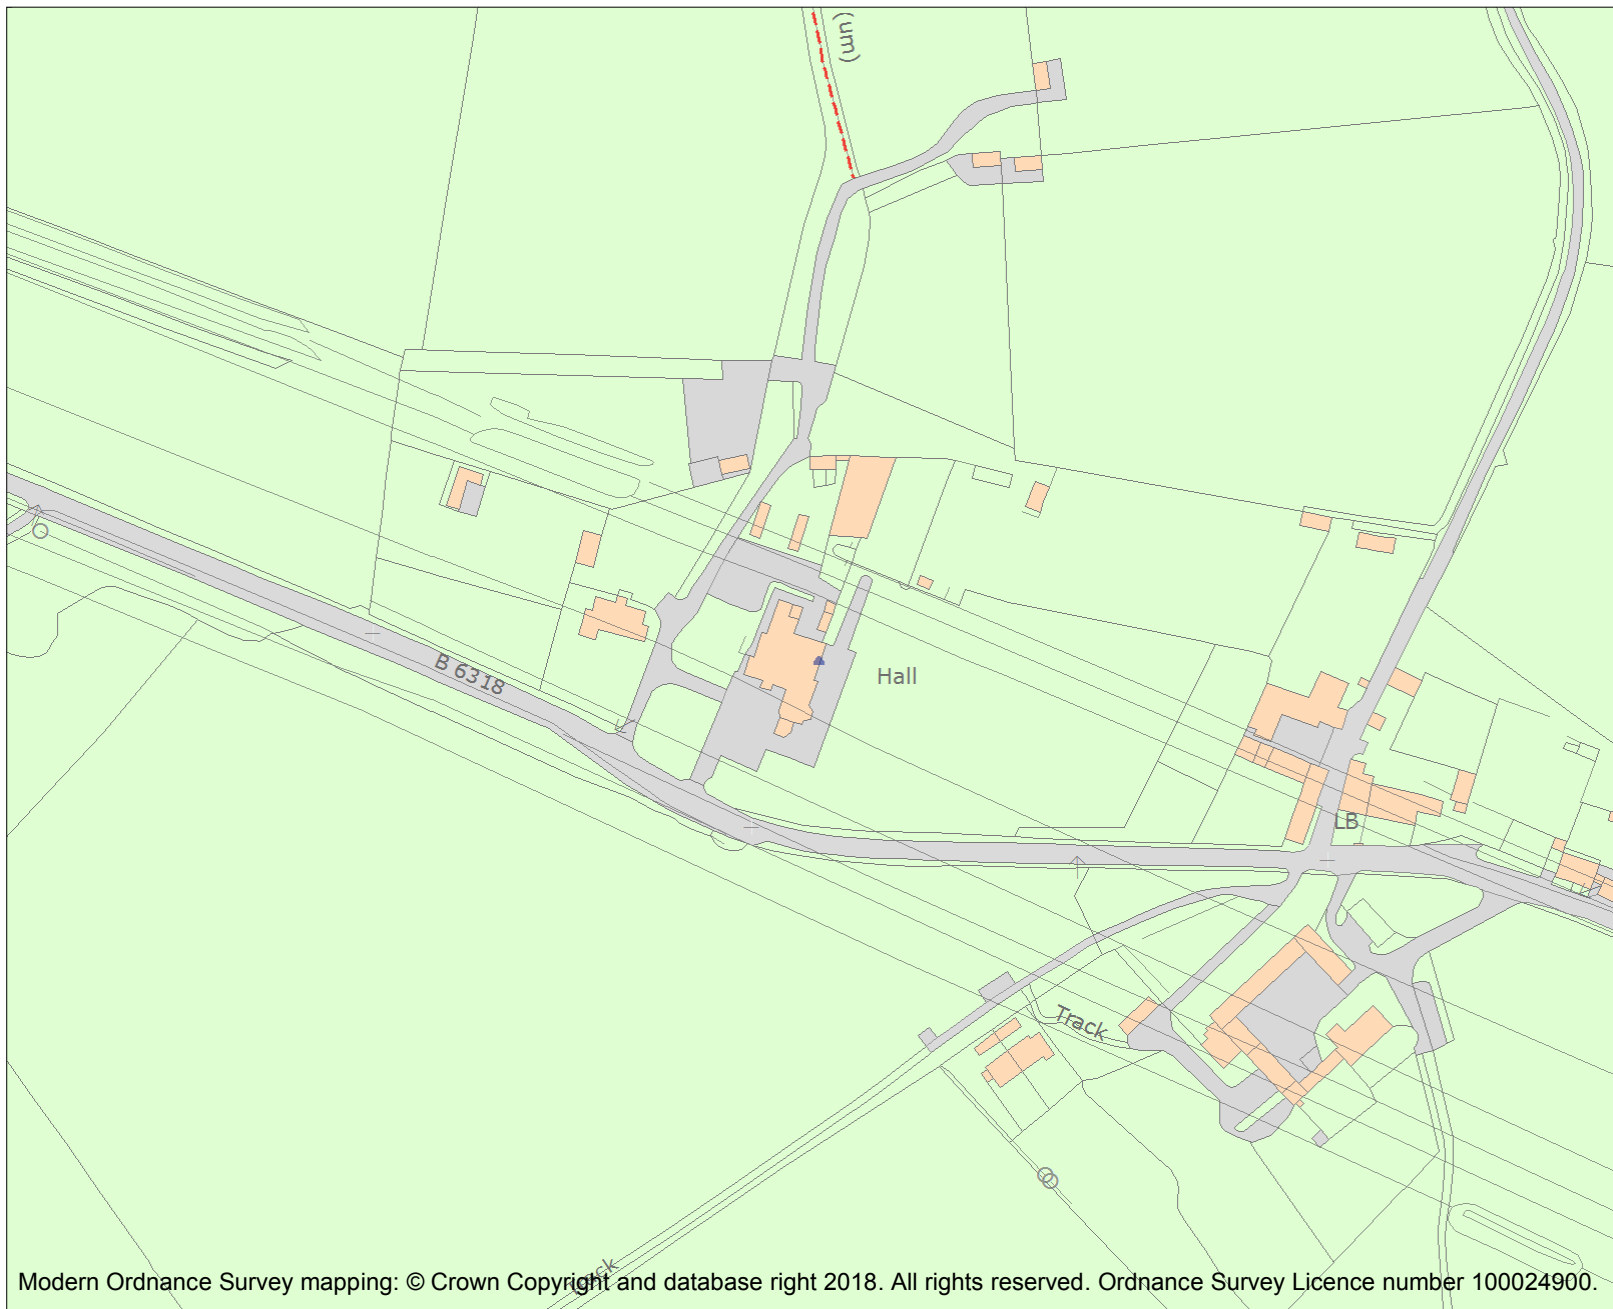 (um)
B 6318
Hall
LB
Track
Track
Modern Ordnance Survey mapping: © Crown Copyright and database right 2018. All rights reserved. Ordnance Survey Licence number 100024900.